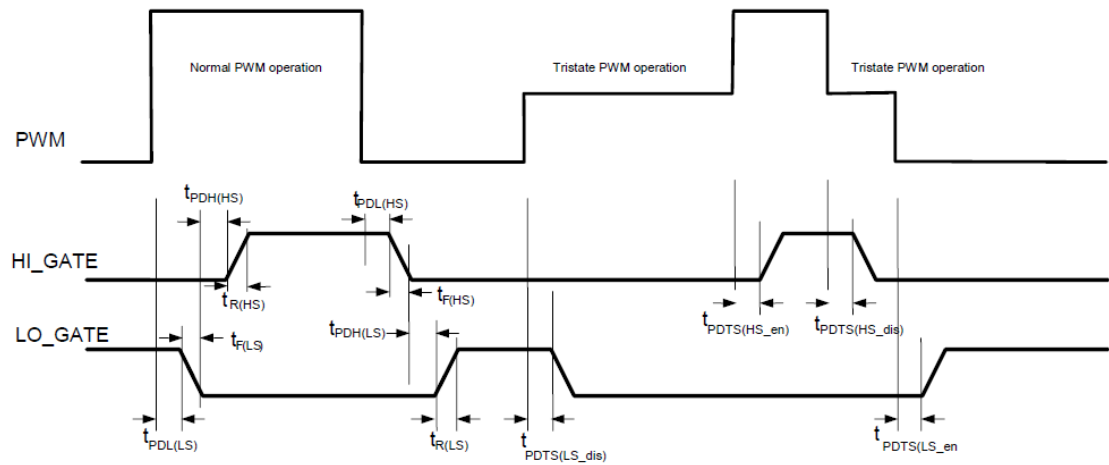 Normal PWM operation
Tristate PWM operation
Tristate PWM operation
PWM
tPDH(HS)
tPDL(HS)
HI_GATE
tR(HS)
tF(HS)
tPDTS(HS_en)
tPDTS(HS_dis)
tPDH(LS)
LO_GATE
tF(LS)
tPDL(LS)
tR(LS)
tPDTS(LS_dis)
tPDTS(LS_en